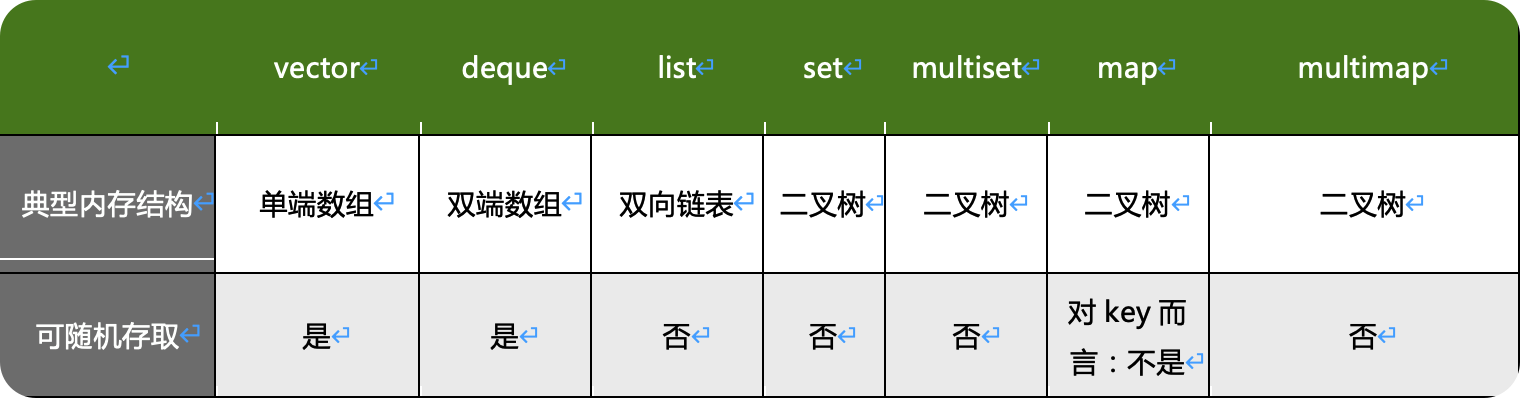 vector deque list set multiset map multimap
典型内存结构 单端数组 双端数组 双向链表 二叉树 二叉树 二叉树 二叉树
可随机存取 是 是 否 否 否 对 key 而 否
言：不是